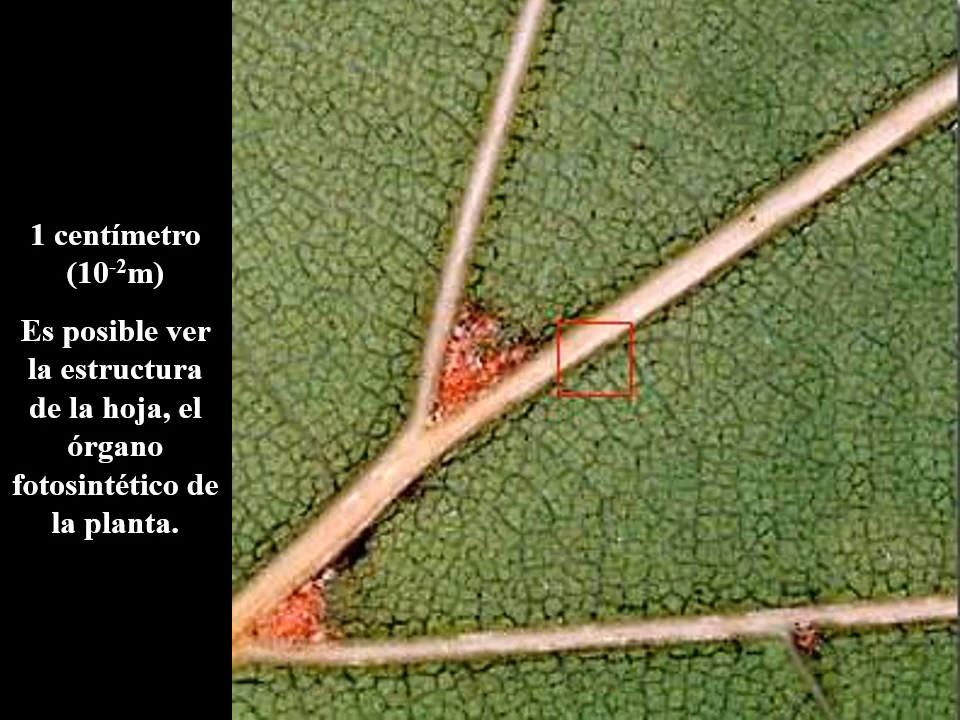 1 centímetro
(10⁻²m)
Es posible ver
la estructura
de la hoja, el
órgano
fotosintético de
la planta.